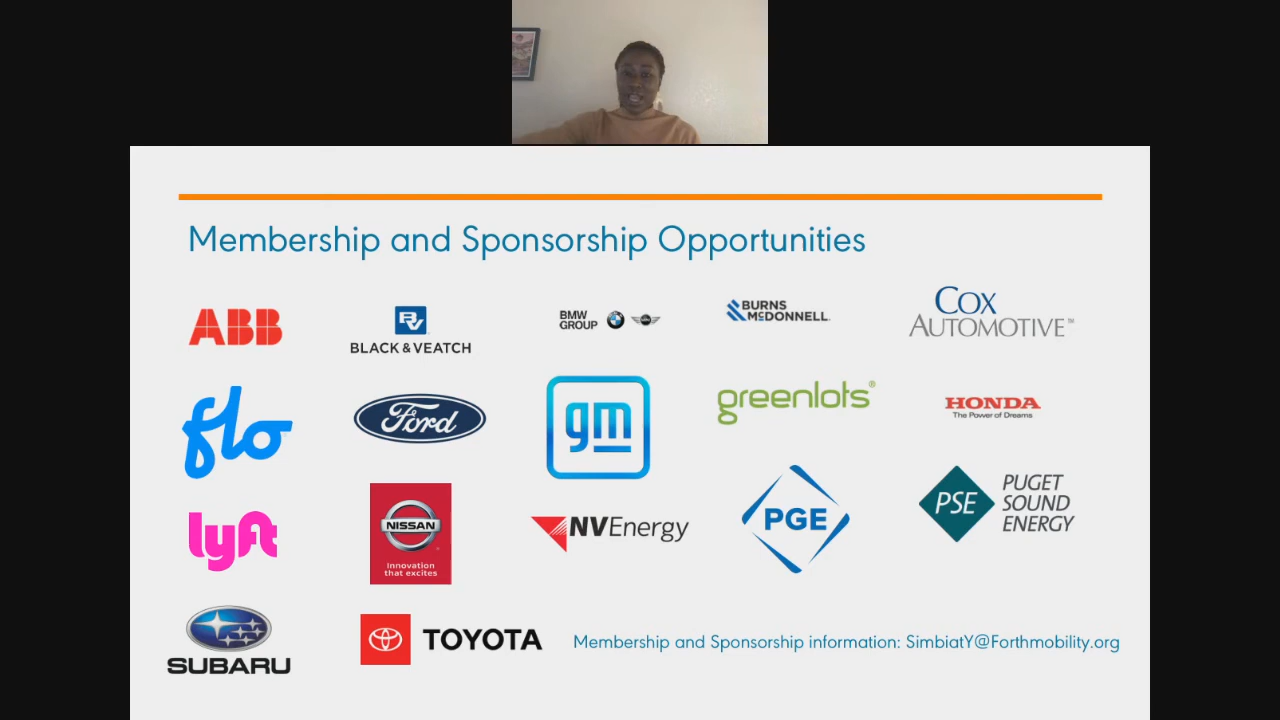 Membership and Sponsorship Opportunities
ABB
BV
BLACK & VEATCH
BMW
GROUP
BURNS
McDONNELL
COX
AUTOMOTIVE™
flo
Ford
gm
greenlots®
HONDA
The Power of Dreams
lyft
NISSAN
Innovation
that excites
NVEnergy
PGE
PSE
PUGET
SOUND
ENERGY
SUBARU
TOYOTA
Membership and Sponsorship information: SimbiatY@Forthmobility.org